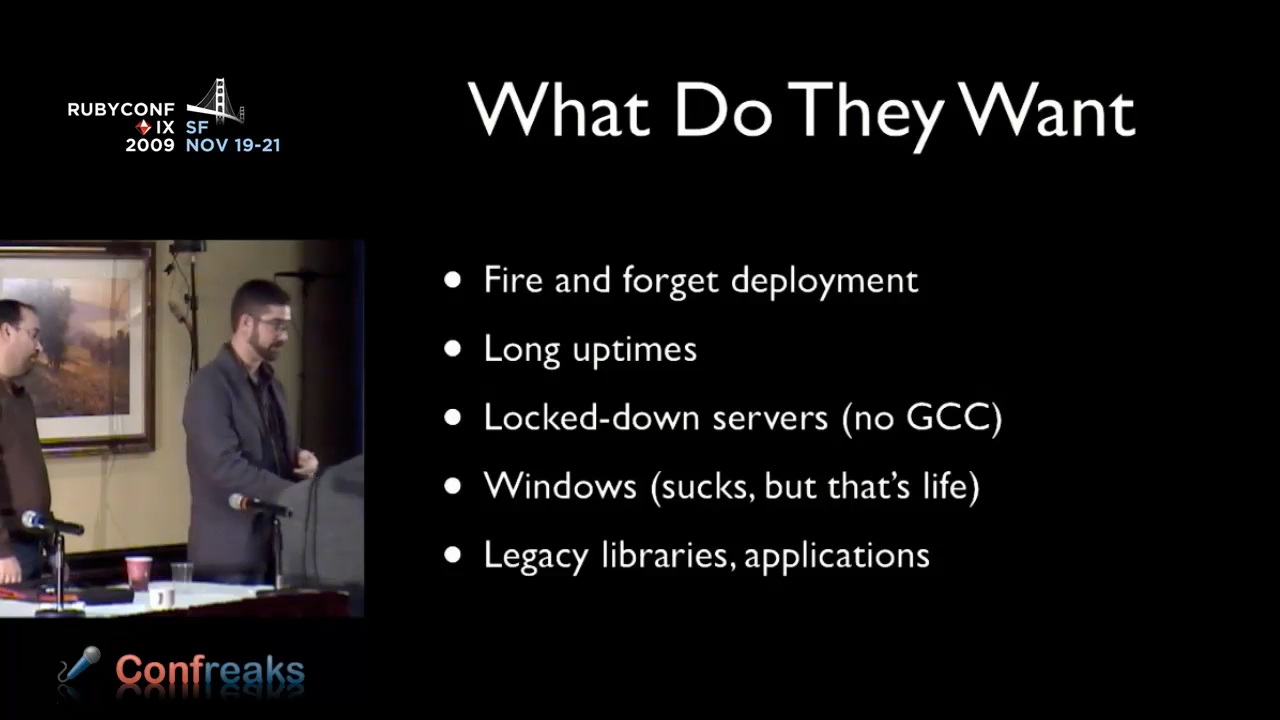 RUBYCONF
IX SF
2009 NOV 19-21
What Do They Want
• Fire and forget deployment
• Long uptimes
• Locked-down servers (no GCC)
• Windows (sucks, but that's life)
• Legacy libraries, applications
Confreaks